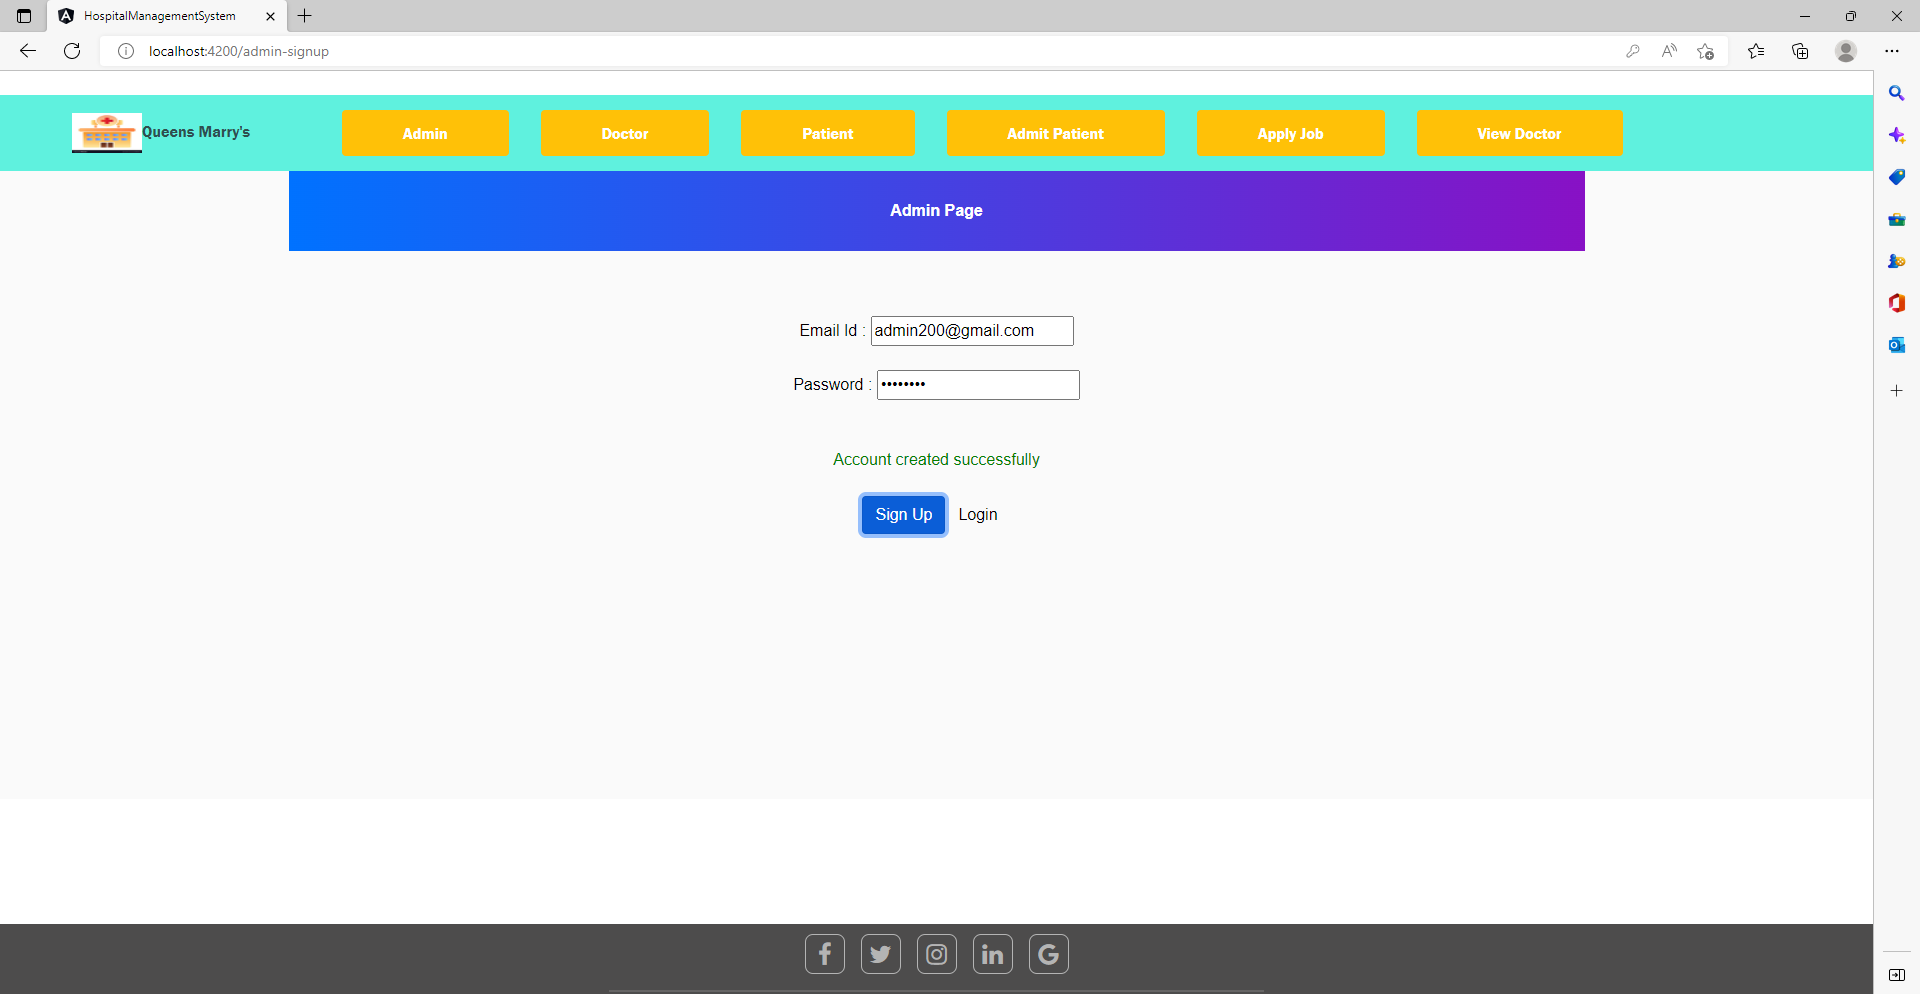 HospitalManagementSystem
localhost:4200/admin-signup
Queens Marry's
Admin
Doctor
Patient
Admit Patient
Apply Job
View Doctor
Admin Page
Email Id : admin200@gmail.com
Password : ••••••••
Account created successfully
Sign Up Login